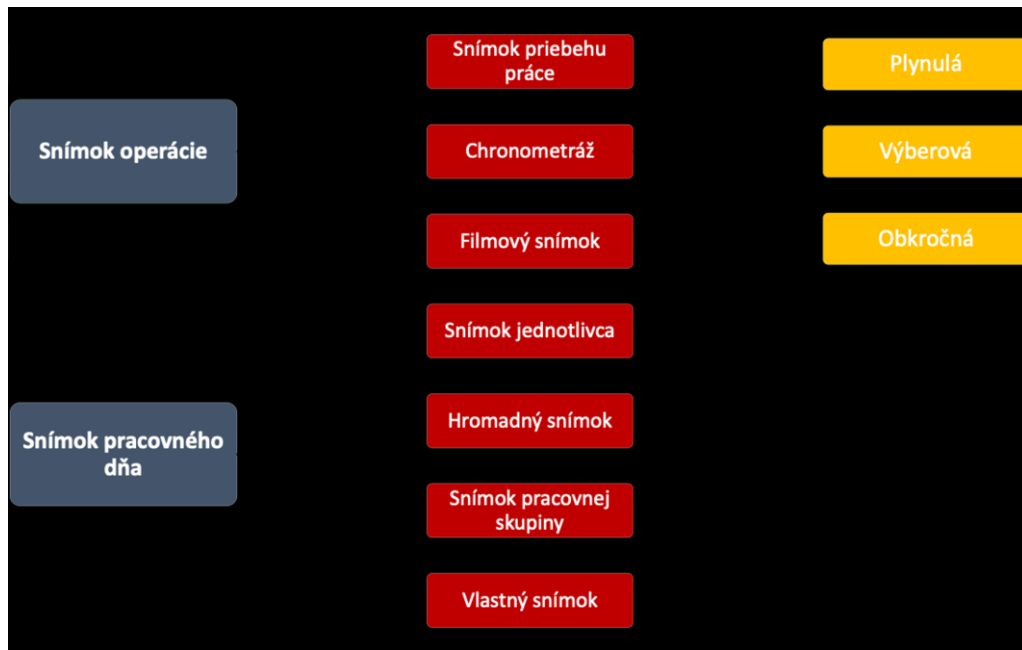 Snímok operácie
Snímok pracovného
dňa
Snímok priebehu
práce
Chronometráž
Filmový snímok
Snímok jednotlivca
Hromadný snímok
Snímok pracovnej
skupiny
Vlastný snímok
Plynulá
Výberová
Obkročná